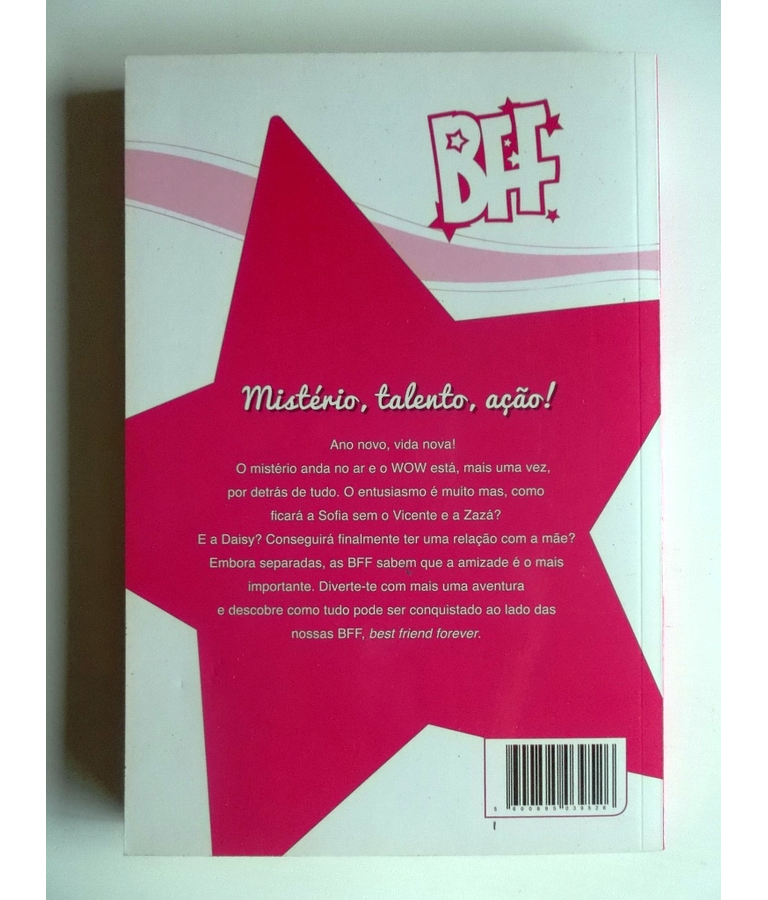 BFF
Mistério, talento, ação!
Ano novo, vida nova!
O mistério anda no ar e o WOW está, mais uma vez,
por detrás de tudo. O entusiasmo é muito mas, como
ficará a Sofia sem o Vicente e a Zazá?
E a Daisy? Conseguirá finalmente ter uma relação com a mãe?
Embora separadas, as BFF sabem que a amizade é o mais
importante. Diverte-te com mais uma aventura
e descobre como tudo pode ser conquistado ao lado das
nossas BFF, best friend forever.